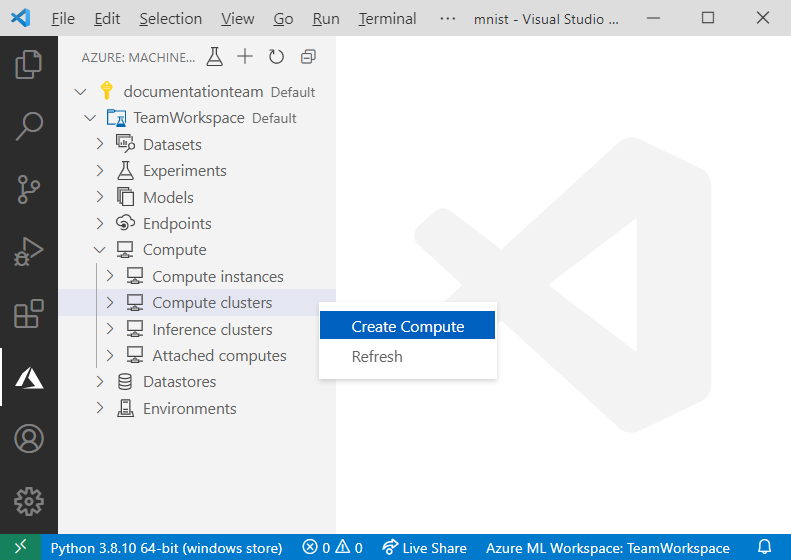 File Edit Selection View Go Run Terminal ··· mnist - Visual Studio ...
AZURE: MACHINE...
documentationteam Default
TeamWorkspace Default
Datasets
Experiments
Models
Endpoints
Compute
Compute instances
Compute clusters
Inference clusters
Attached computes
Datastores
Environments
Create Compute
Refresh
Python 3.8.10 64-bit (windows store) 0 0 Live Share Azure ML Workspace: TeamWorkspace